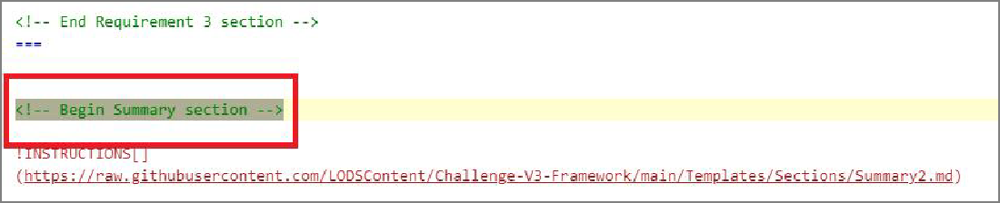 <!-- End Requirement 3 section -->
===
<!-- Begin Summary section -->
!INSTRUCTIONS[]
(https://raw.githubusercontent.com/LODSContent/Challenge-V3-Framework/main/Templates/Sections/Summary2.md)